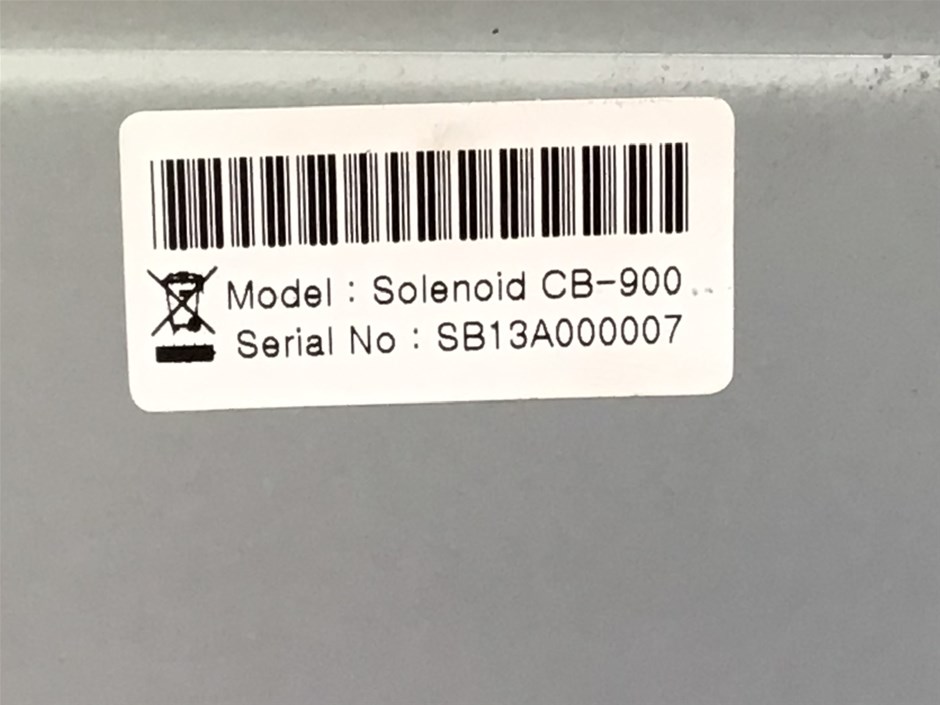 Model : Solenoid CB-900
Serial No : SB13A000007